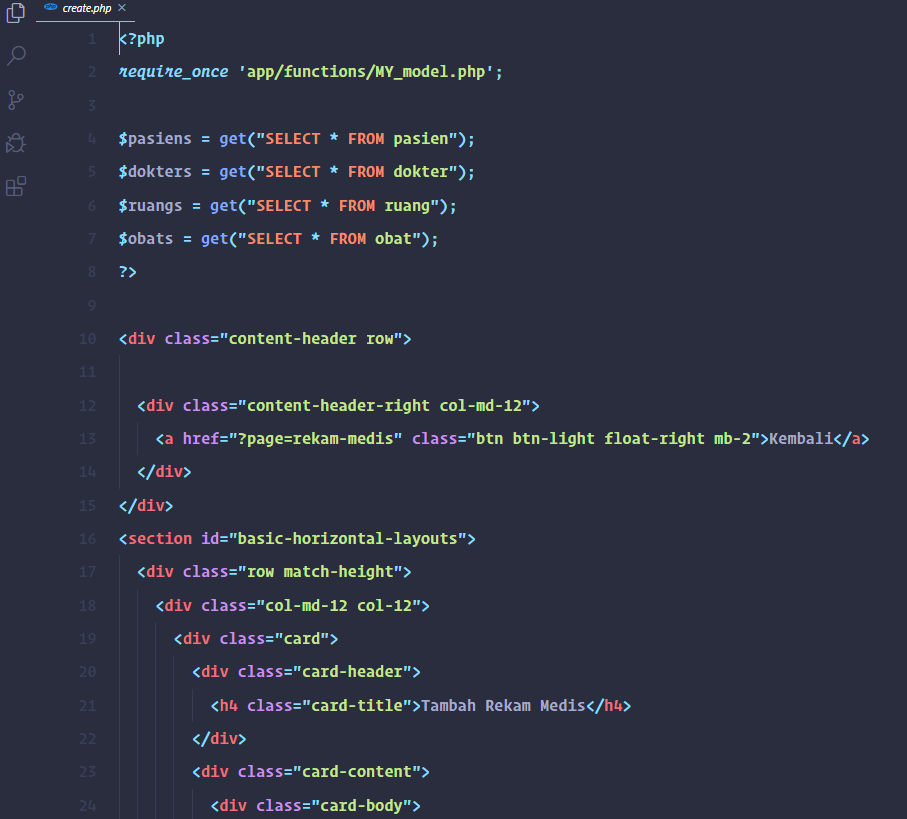 create.php ×
1 <?php
2 require_once 'app/functions/MY_model.php';
3
4 $pasiens = get("SELECT * FROM pasien");
5 $dokters = get("SELECT * FROM dokter");
6 $ruangs = get("SELECT * FROM ruang");
7 $obats = get("SELECT * FROM obat");
8 ?>
9
10 <div class="content-header row">
11
12 <div class="content-header-right col-md-12">
13 <a href="?page=rekam-medis" class="btn btn-light float-right mb-2">Kembali</a>
14 </div>
15 </div>
16 <section id="basic-horizontal-layouts">
17 <div class="row match-height">
18 <div class="col-md-12 col-12">
19 <div class="card">
20 <div class="card-header">
21 <h4 class="card-title">Tambah Rekam Medis</h4>
22 </div>
23 <div class="card-content">
24 <div class="card-body">